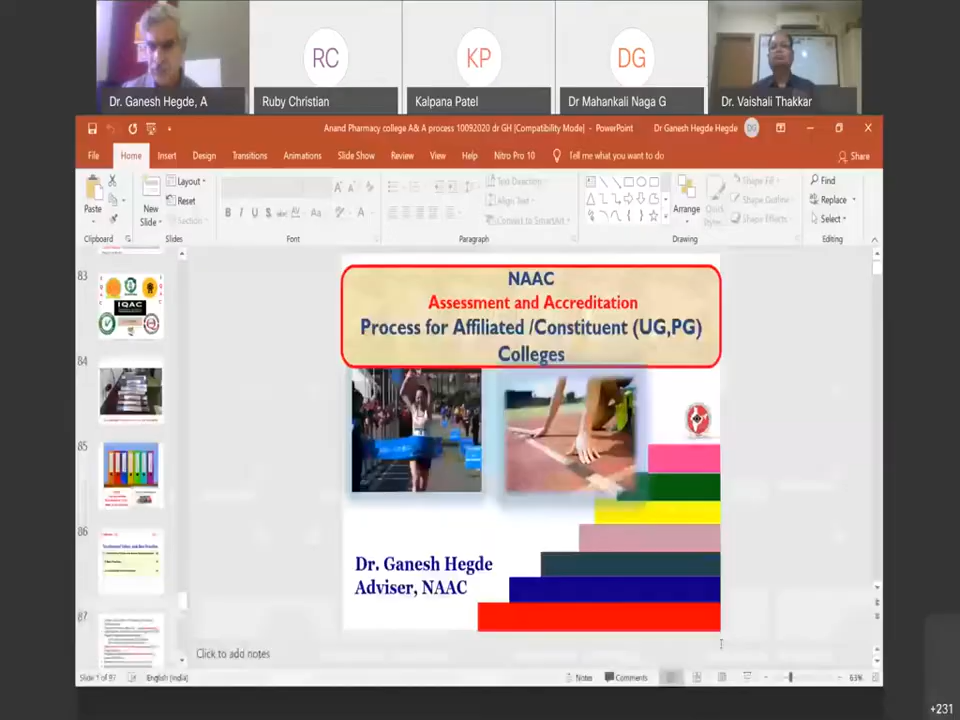 RC
KP
DG
Dr. Ganesh Hegde, A
Ruby Christian
Kalpana Patel
Dr Mahankali Naga G
Dr. Vaishali Thakkar
Anand Pharmacy college A& A process 10092020 dr GH [Compatibility Mode] - PowerPoint
Dr Ganesh Hegde Hegde
DG
File
Home
Insert
Design
Transitions
Animations
Slide Show
Review
View
Help
Nitro Pro 10
Tell me what you want to do
Share
Paste
New
Slide
Layout
Reset
Section
Text Direction
Align Text
Convert to SmartArt
Arrange
Quick
Styles
Shape Fill
Shape Outline
Shape Effects
Find
Replace
Select
Clipboard
Slides
Font
Paragraph
Drawing
Editing
83
IQAC
84
85
86
87
NAAC
Assessment and Accreditation
Process for Affiliated /Constituent (UG,PG)
Colleges
Dr. Ganesh Hegde
Adviser, NAAC
Click to add notes
Slide 1 of 97
English (India)
Notes
Comments
63%
+231